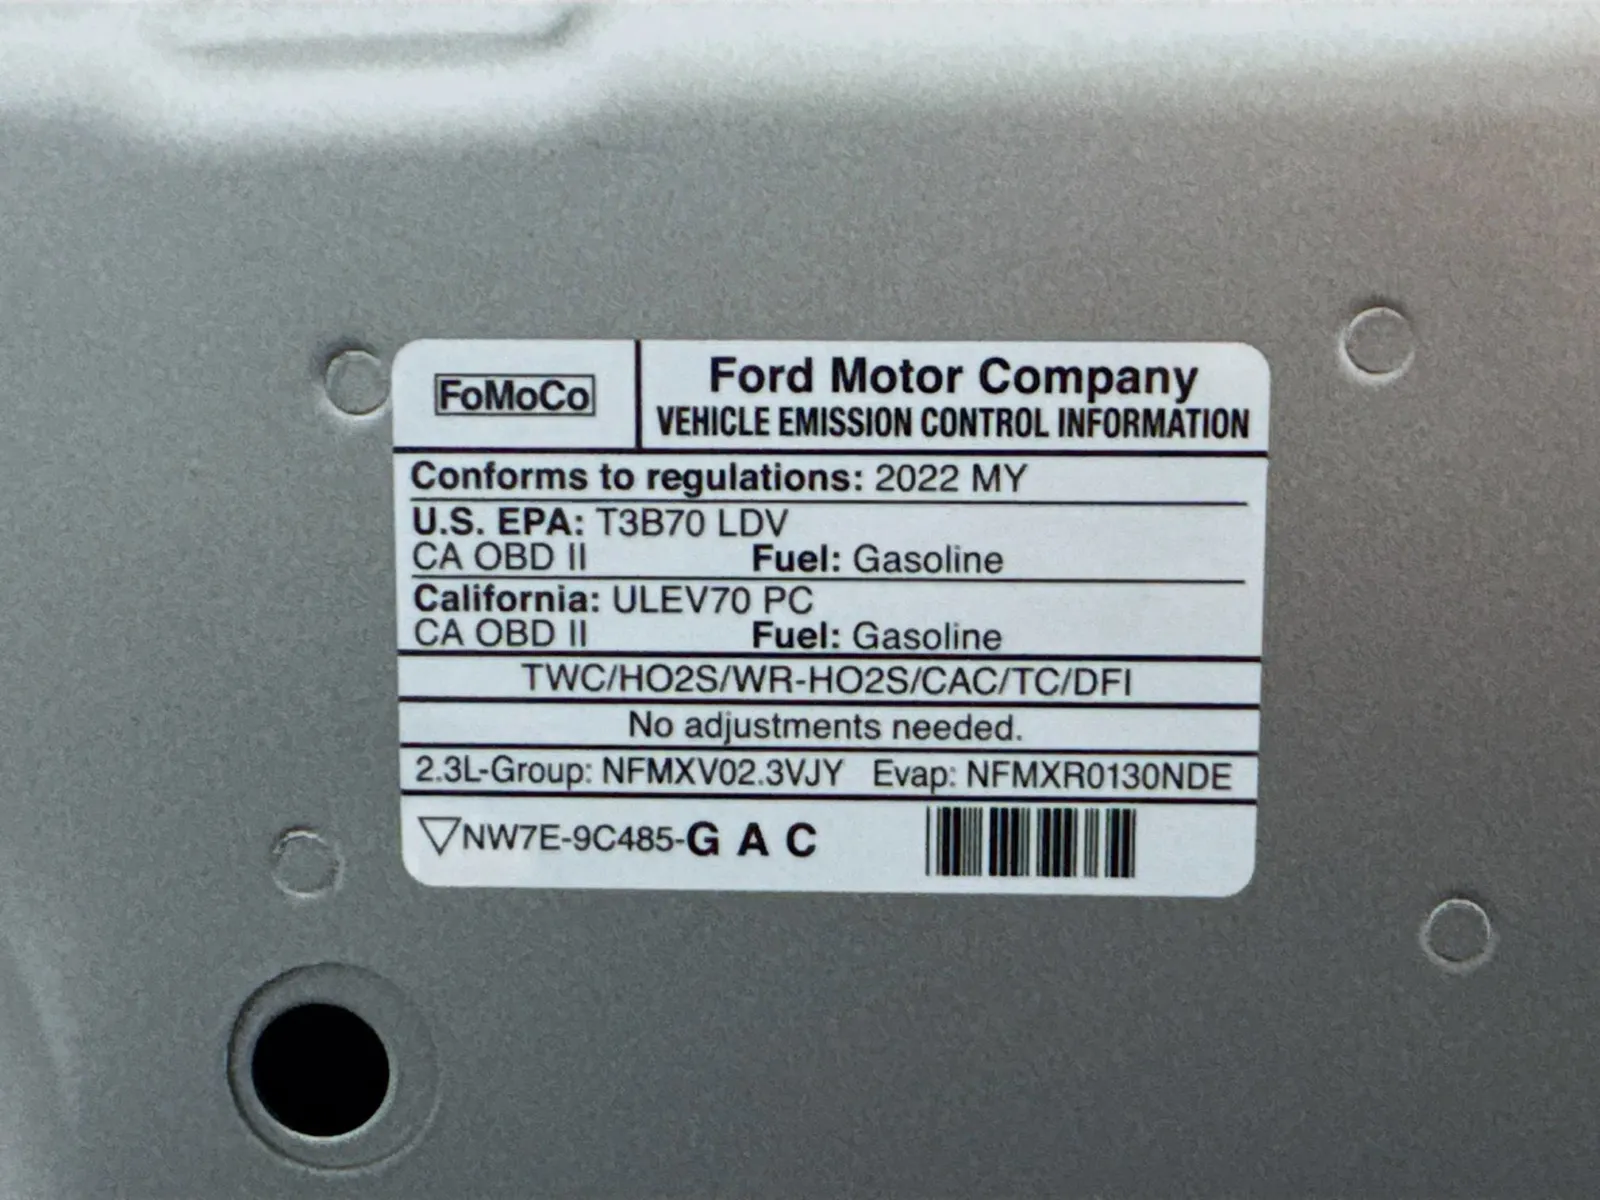 FoMoCo
Ford Motor Company
VEHICLE EMISSION CONTROL INFORMATION
Conforms to regulations: 2022 MY
U.S. EPA: T3B70 LDV
CA OBD II Fuel: Gasoline
California: ULEV70 PC
CA OBD II Fuel: Gasoline
TWC/HO2S/WR-HO2S/CAC/TC/DFI
No adjustments needed.
2.3L-Group: NFMXV02.3VJY Evap: NFMXR0130NDE
NW7E-9C485-G A C